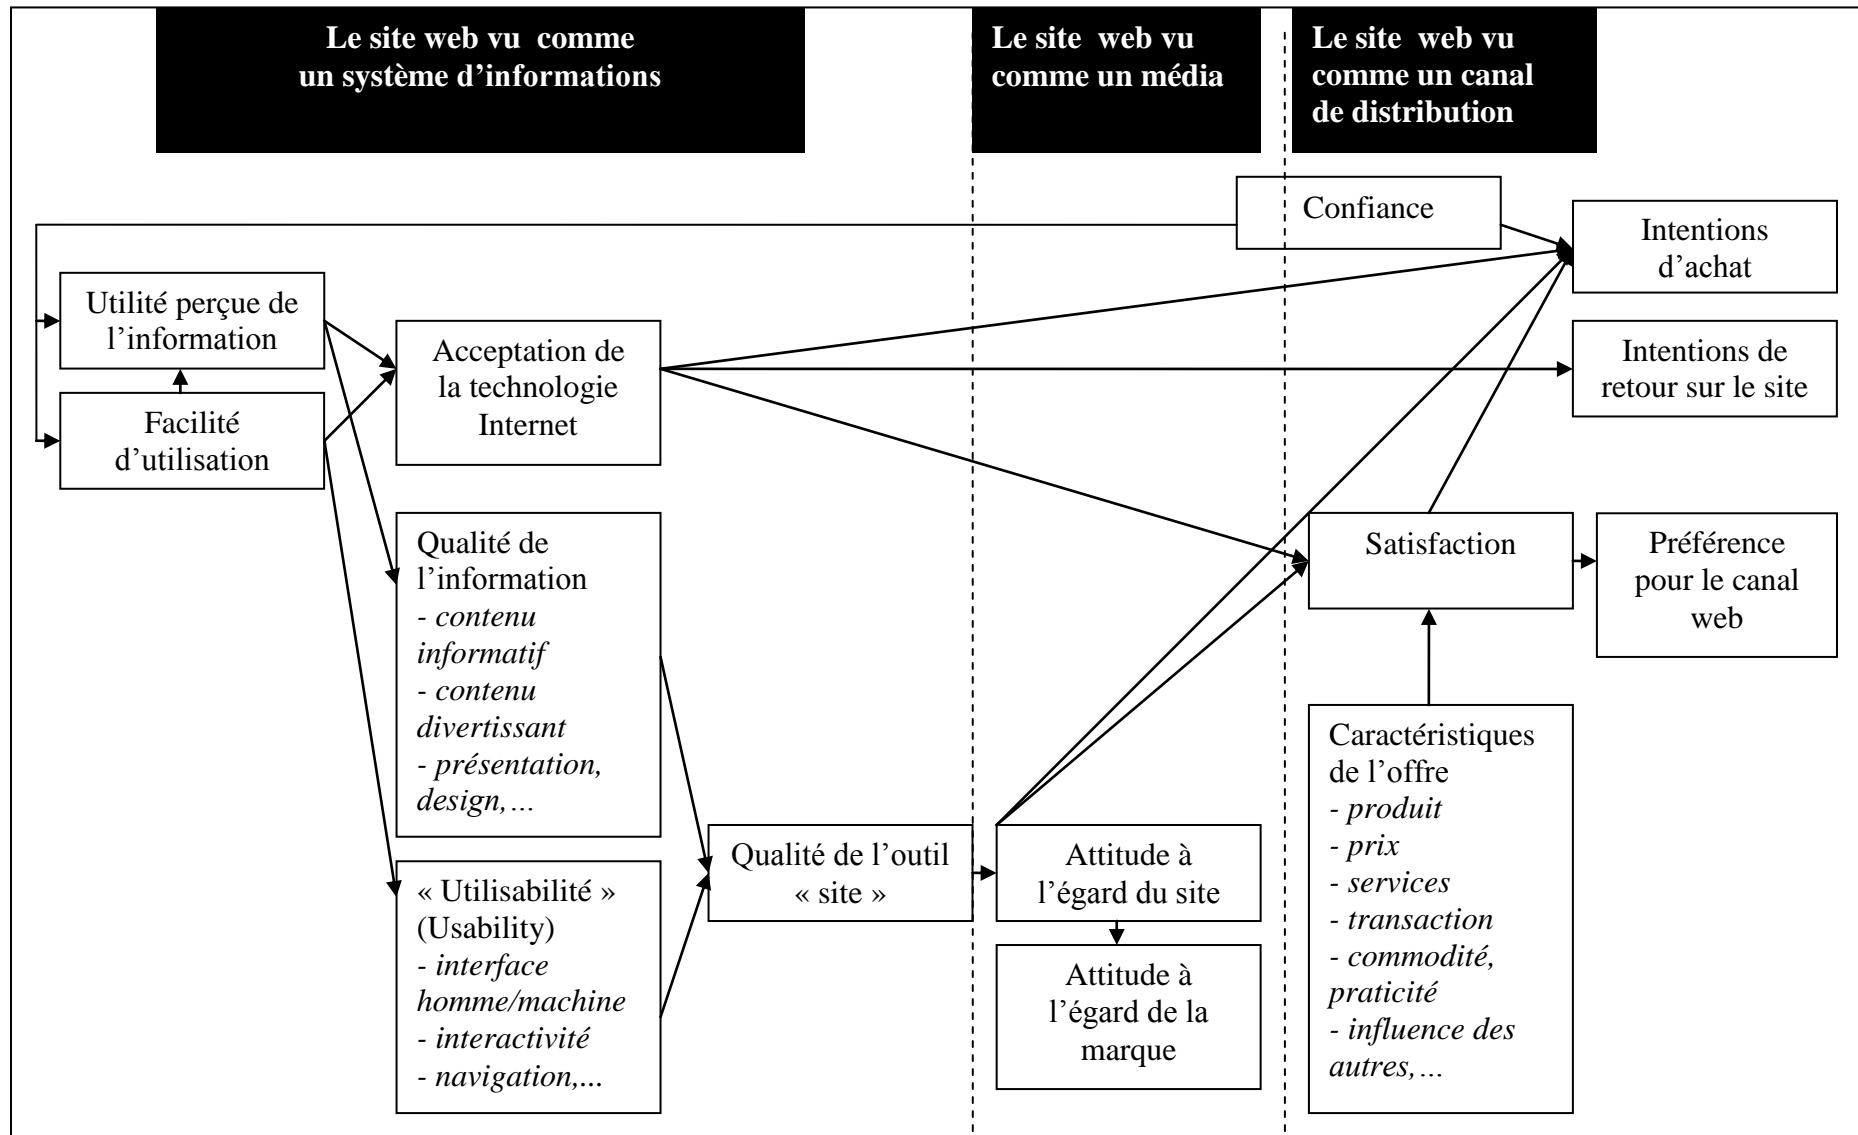 Le site web vu comme
un système d’informations
Le site web vu
comme un média
Le site web vu
comme un canal
de distribution
Confiance
Intentions
d’achat
Utilité perçue de
l’information
Acceptation de
la technologie
Internet
Intentions de
retour sur le site
Facilité
d’utilisation
Qualité de
l’information
- contenu
informatif
- contenu
divertissant
- présentation,
design,…
Satisfaction
Préférence
pour le canal
web
Caractéristiques
de l’offre
- produit
- prix
- services
- transaction
- commodité,
praticité
- influence des
autres,…
« Utilisabilité »
(Usability)
- interface
homme/machine
- interactivité
- navigation,...
Qualité de l’outil
« site »
Attitude à
l’égard du site
Attitude à
l’égard de la
marque